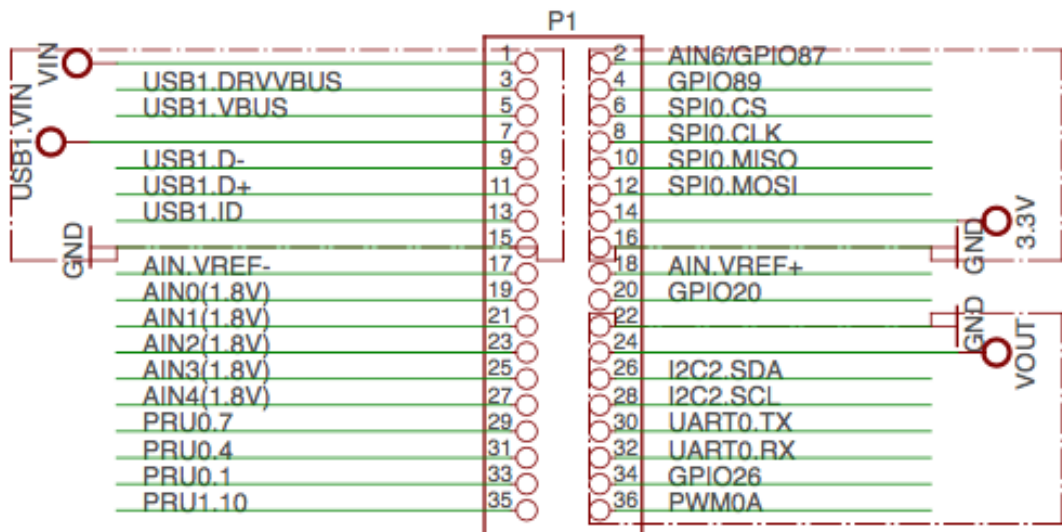 P1
VIN 1 2 AIN6/GPIO87
USB1.DRVVBUS 3 4 GPIO89
USB1.VBUS 5 6 SPI0.CS
USB1.VIN 7 8 SPI0.CLK
USB1.D- 9 10 SPI0.MISO
USB1.D+ 11 12 SPI0.MOSI
USB1.ID 13 14 3.3V
GND 15 16 GND
AIN.VREF- 17 18 AIN.VREF+
AIN0(1.8V) 19 20 GPIO20
AIN1(1.8V) 21 22 GND
AIN2(1.8V) 23 24 VOUT
AIN3(1.8V) 25 26 I2C2.SDA
AIN4(1.8V) 27 28 I2C2.SCL
PRU0.7 29 30 UART0.TX
PRU0.4 31 32 UART0.RX
PRU0.1 33 34 GPIO26
PRU1.10 35 36 PWM0A